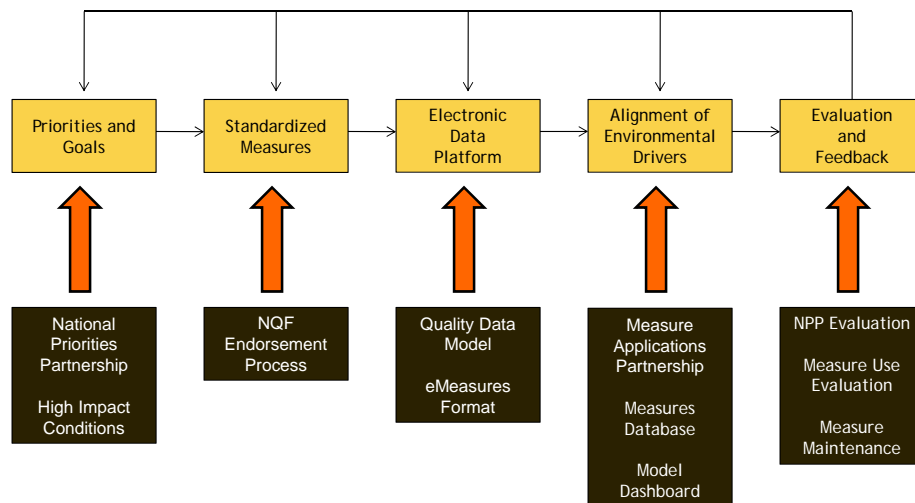 Priorities and
Goals
Standardized
Measures
Electronic
Data
Platform
Alignment of
Environmental
Drivers
Evaluation
and
Feedback
National
Priorities
Partnership
High Impact
Conditions
NQF
Endorsement
Process
Quality Data
Model
eMeasures
Format
Measure
Applications
Partnership
Measures
Database
Model
Dashboard
NPP Evaluation
Measure Use
Evaluation
Measure
Maintenance